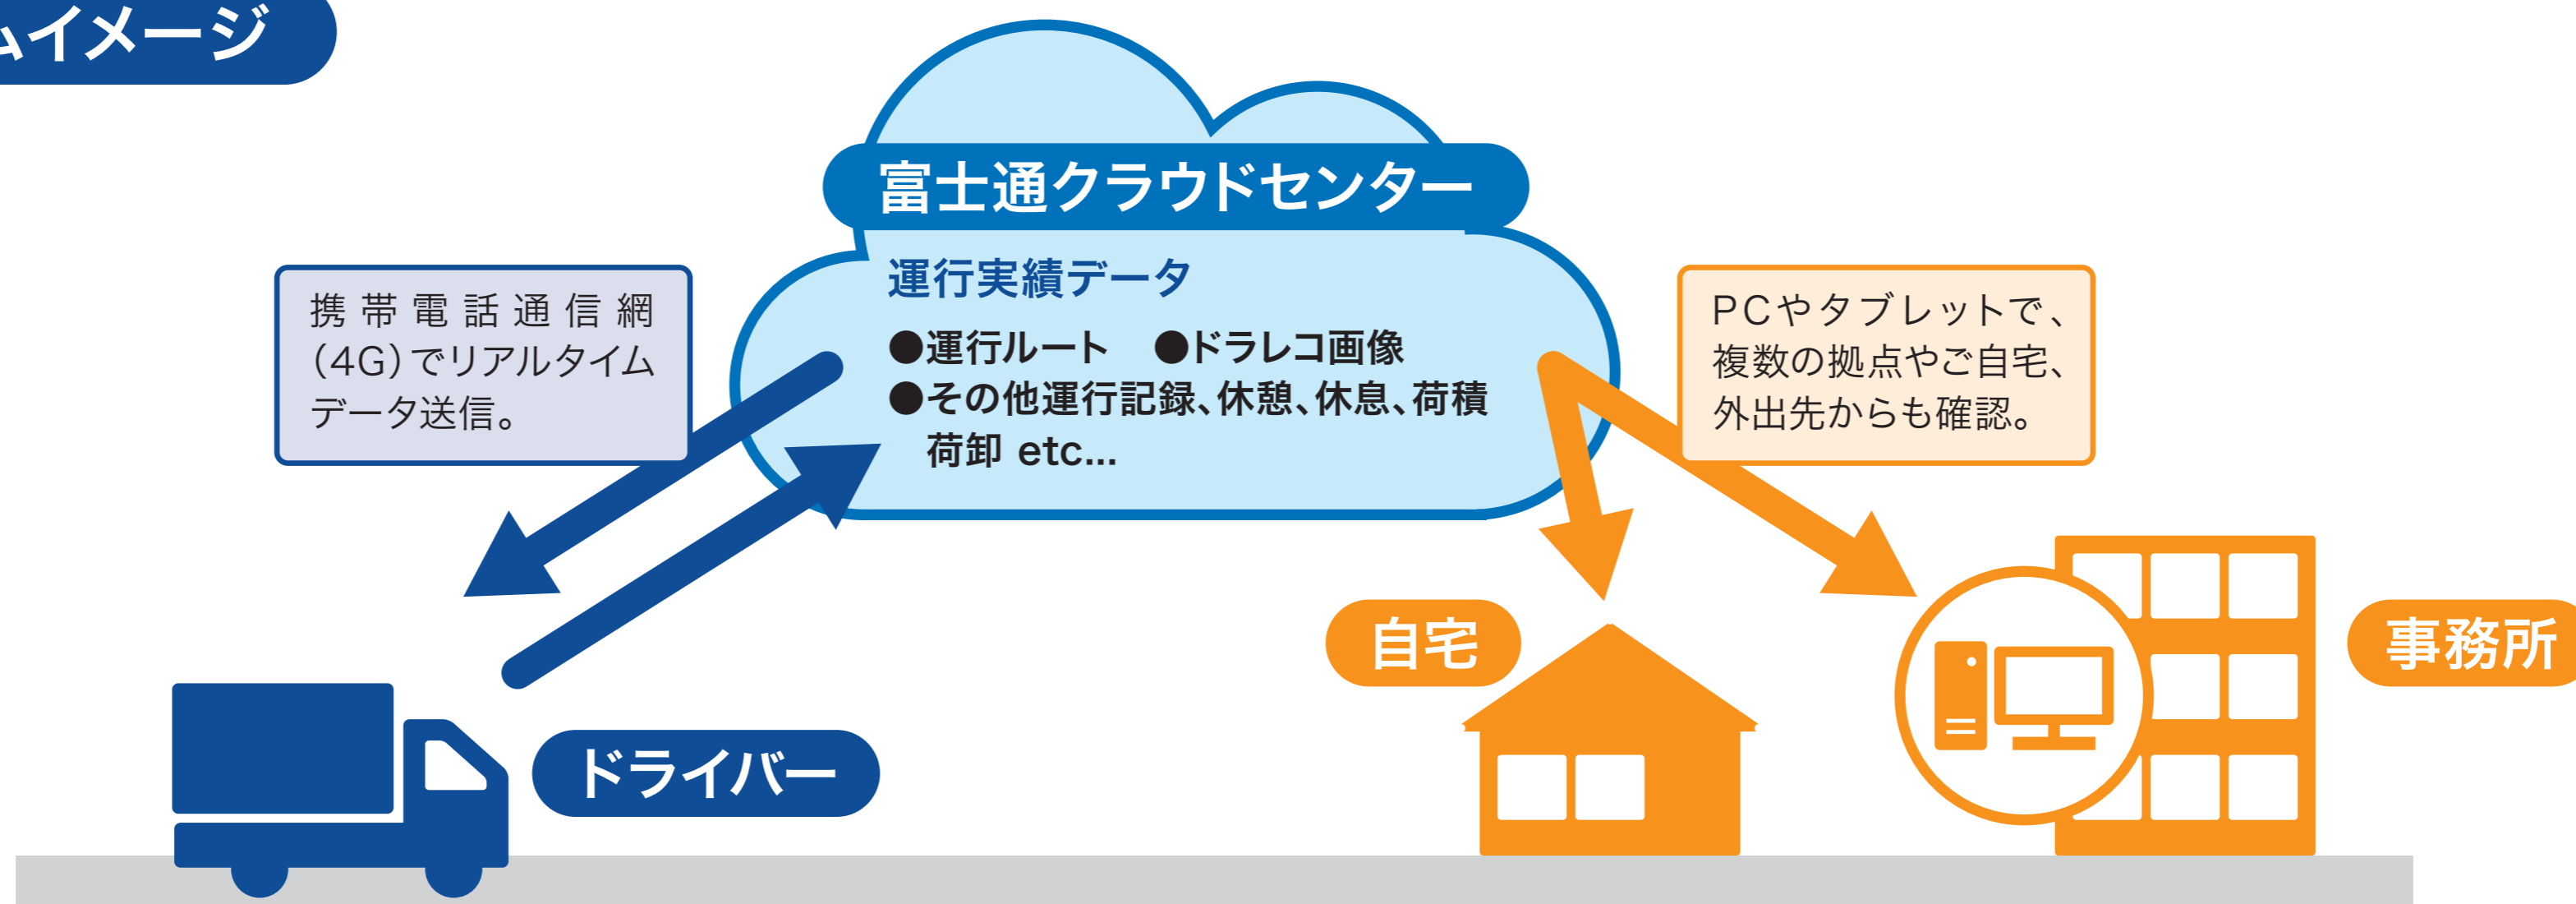 ムイメージ
富士通クラウドセンター
運行実績データ
●運行ルート　●ドラレコ画像
●その他運行記録、休憩、休息、荷積
荷卸 etc...
携帯電話通信網
（4G）でリアルタイム
データ送信。
PCやタブレットで、
複数の拠点やご自宅、
外出先からも確認。
自宅
事務所
ドライバー